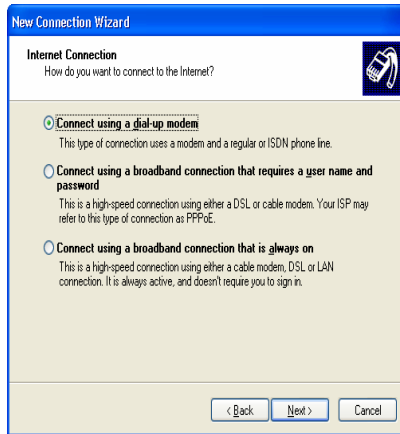 New Connection Wizard
Internet Connection
How do you want to connect to the Internet?
Connect using a dial-up modem
This type of connection uses a modem and a regular or ISDN phone line.
Connect using a broadband connection that requires a user name and
password
This is a high-speed connection using either a DSL or cable modem. Your ISP may
refer to this type of connection as PPPoE.
Connect using a broadband connection that is always on
This is a high-speed connection using either a cable modem, DSL or LAN
connection. It is always active, and doesn't require you to sign in.
< Back Next > Cancel